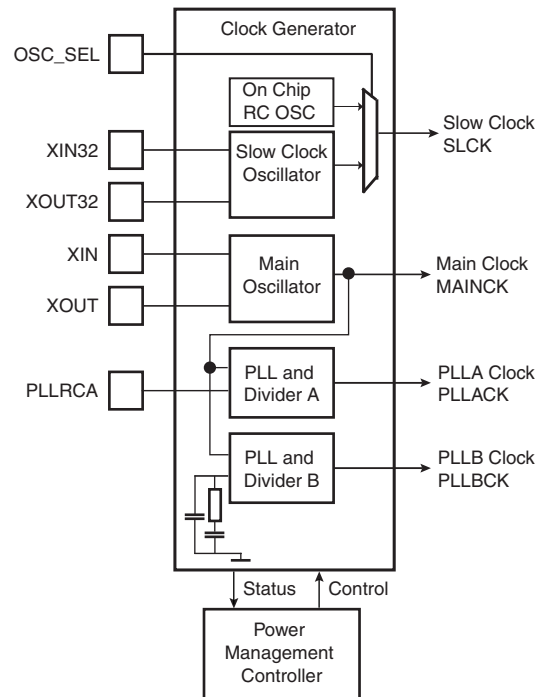 Clock Generator
OSC_SEL
On Chip
RC OSC
Slow Clock
SLCK
XIN32
Slow Clock
Oscillator
XOUT32
XIN
Main
Oscillator
Main Clock
MAINCK
XOUT
PLLRCA
PLL and
Divider A
PLLA Clock
PLLACK
PLL and
Divider B
PLLB Clock
PLLBCK
Status
Control
Power
Management
Controller